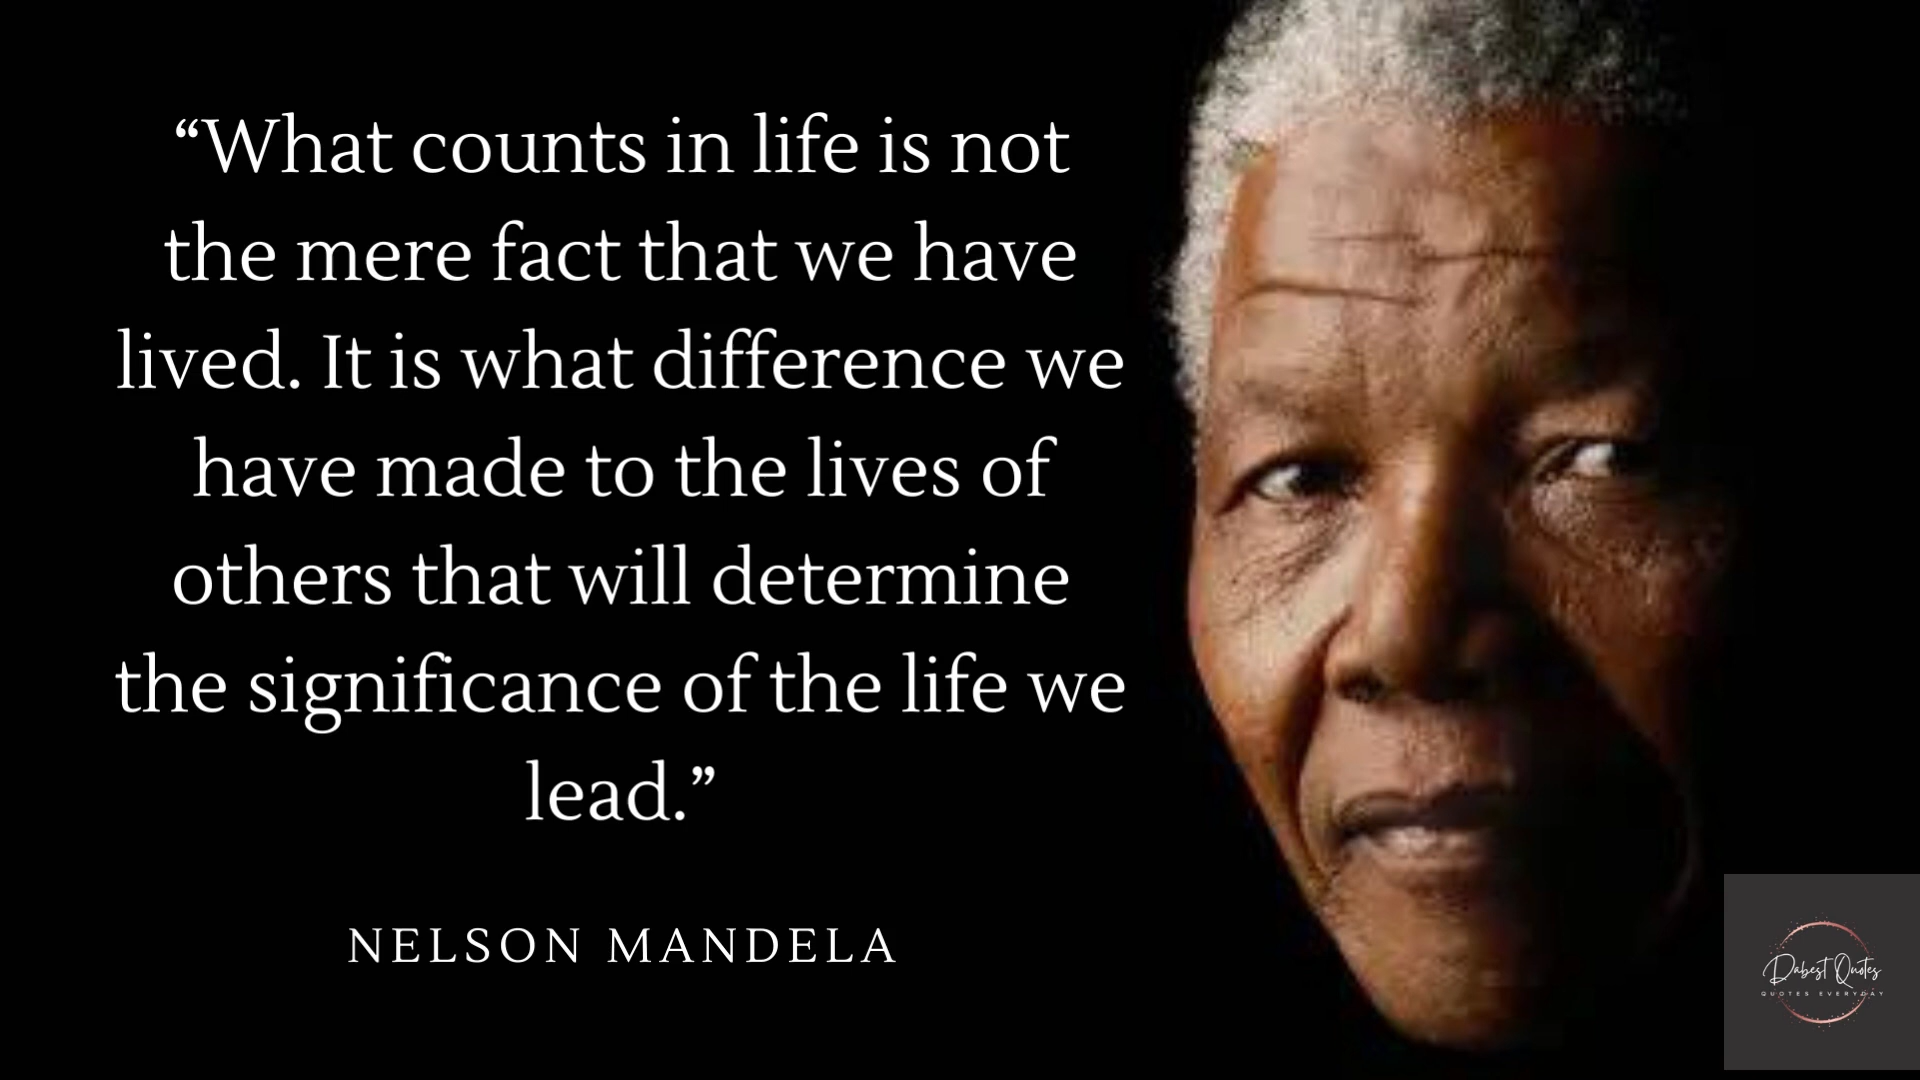 “What counts in life is not
the mere fact that we have
lived. It is what difference we
have made to the lives of
others that will determine
the significance of the life we
lead.”
NELSON MANDELA
Dabest Quotes
QUOTES EVERYDAY